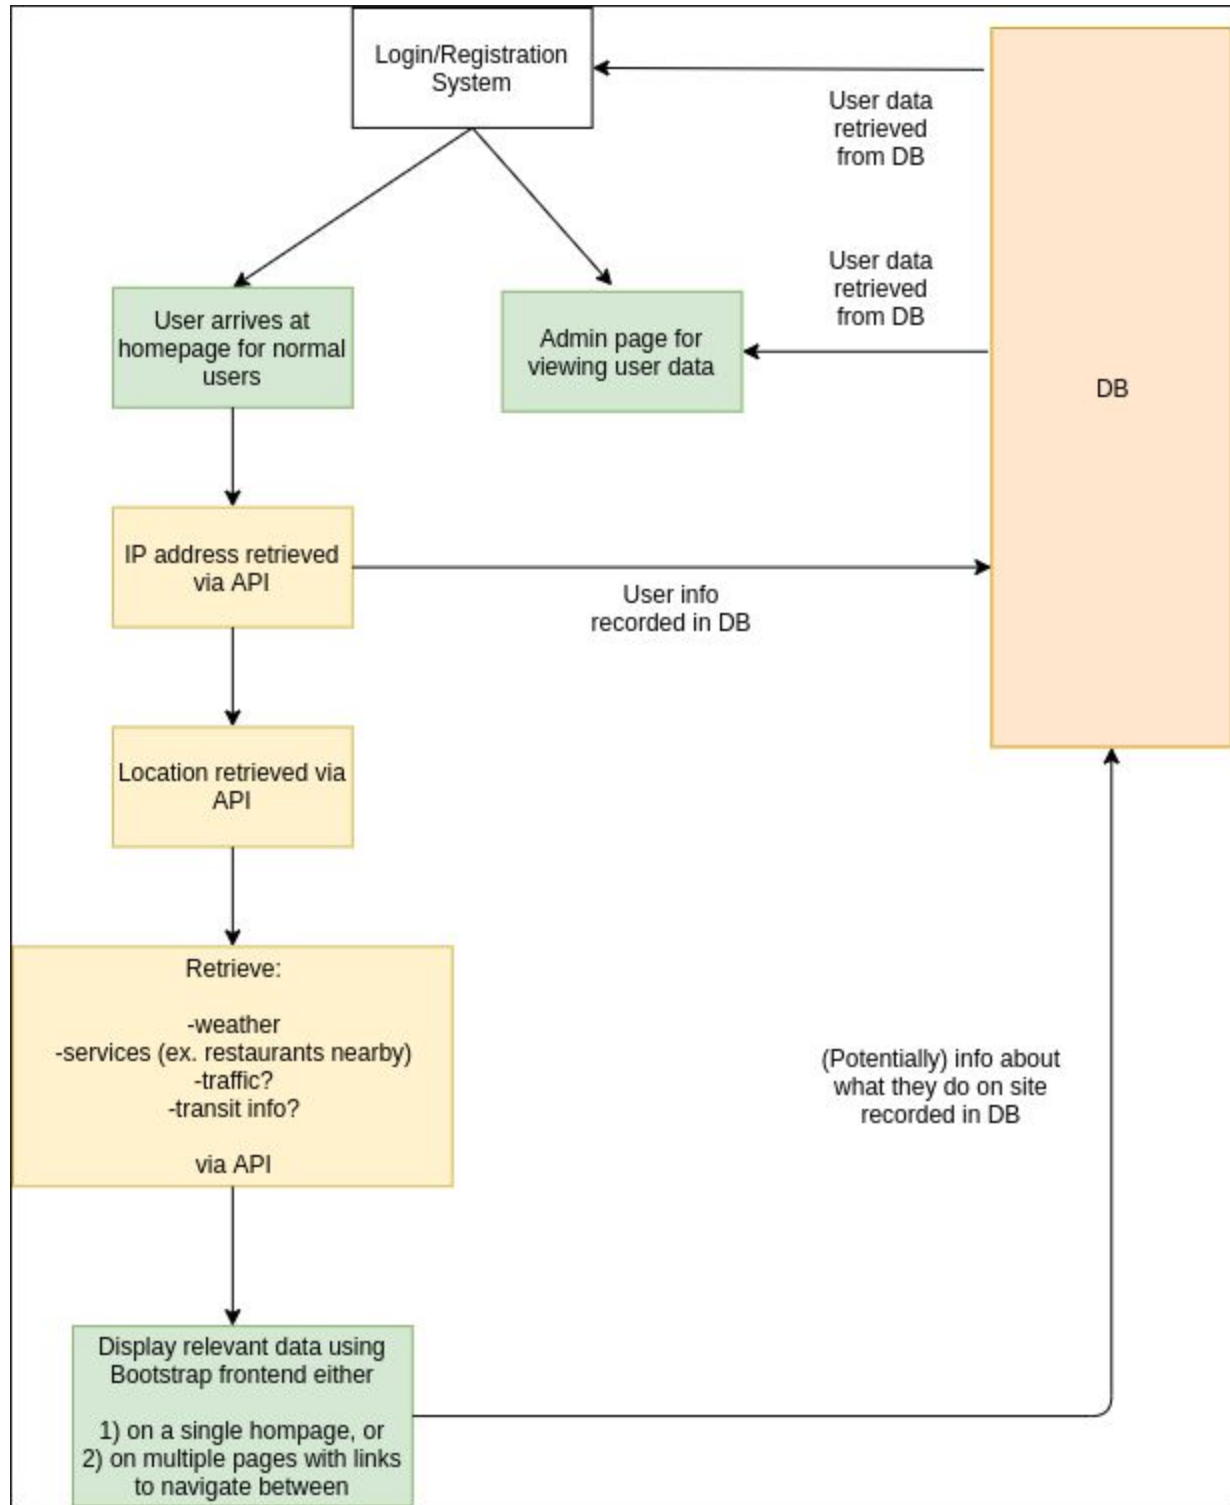 Login/Registration
System
User data
retrieved
from DB
User data
retrieved
from DB
User arrives at
homepage for normal
users
Admin page for
viewing user data
DB
IP address retrieved
via API
User info
recorded in DB
Location retrieved via
API
Retrieve:
-weather
-services (ex. restaurants nearby)
-traffic?
-transit info?
via API
(Potentially) info about
what they do on site
recorded in DB
Display relevant data using
Bootstrap frontend either
1) on a single hompage, or
2) on multiple pages with links
to navigate between